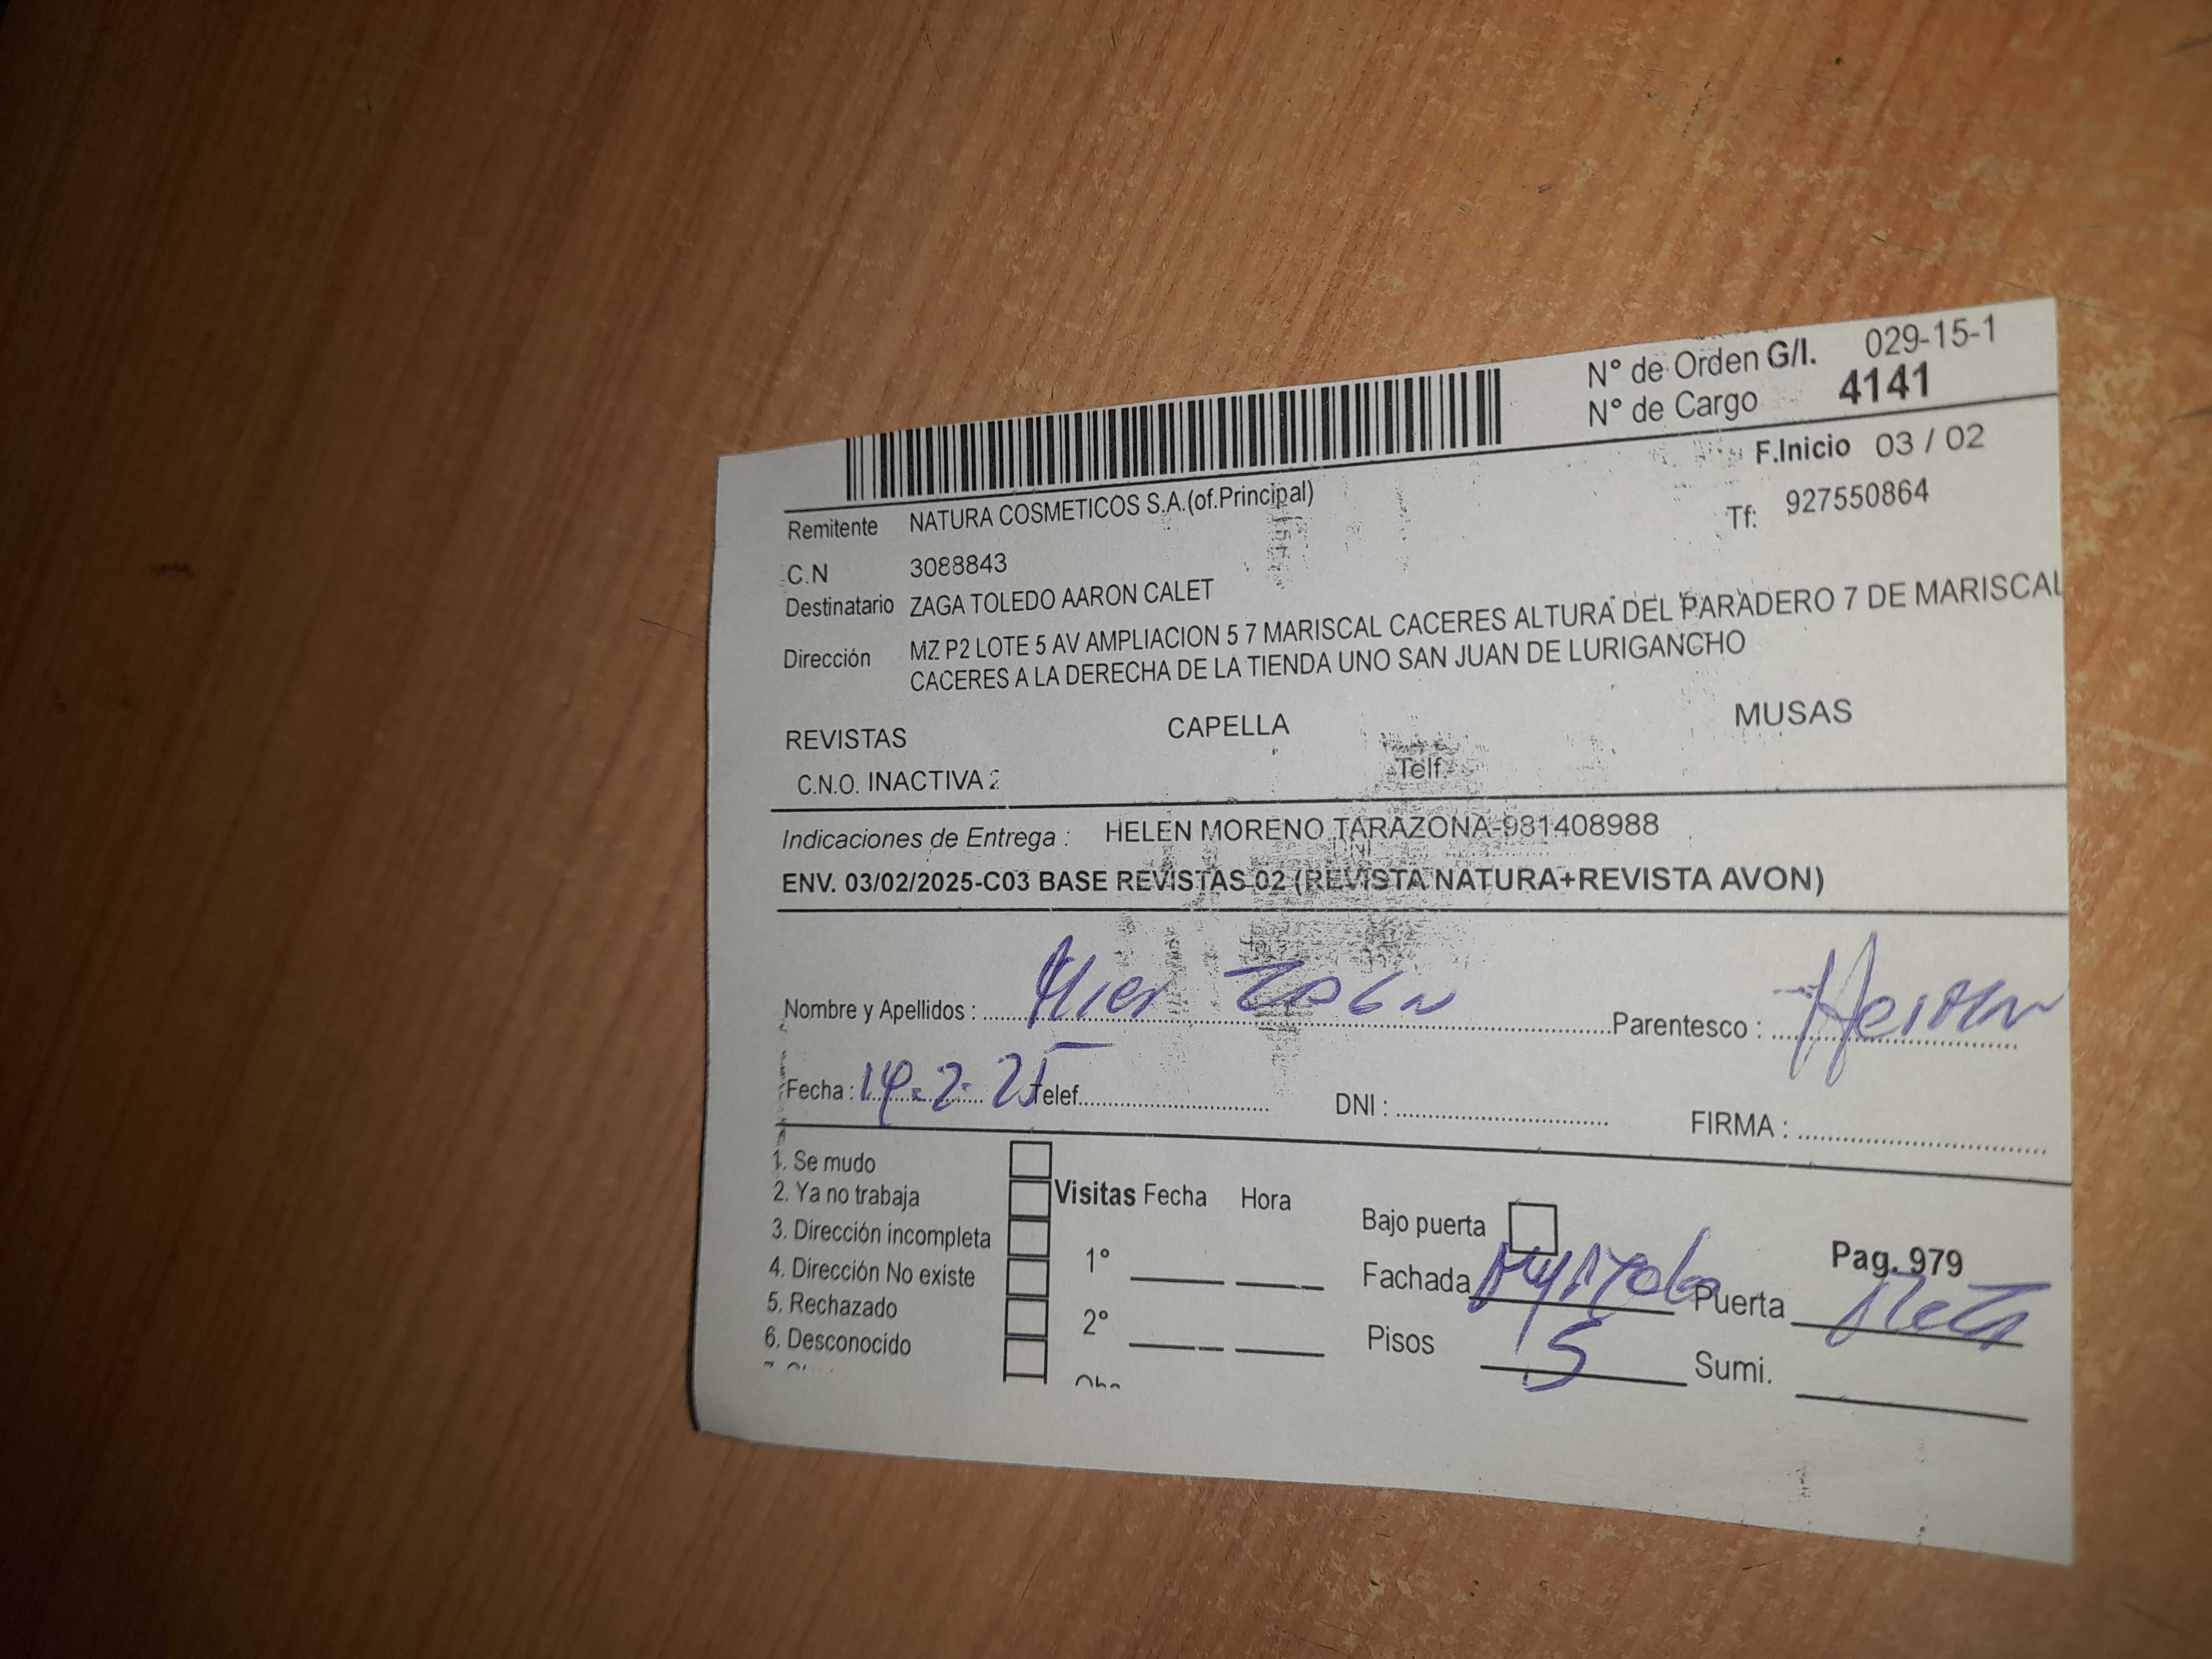 N° de Orden G/I. 029-15-1
N° de Cargo 4141
F.Inicio 03 / 02
Remitente NATURA COSMETICOS S.A.(of.Principal)
Tf: 927550864
C.N 3088843
Destinatario ZAGA TOLEDO AARON CALET
Dirección MZ P2 LOTE 5 AV AMPLIACION 5 7 MARISCAL CACERES ALTURA DEL PARADERO 7 DE MARISCAL
CACERES A LA DERECHA DE LA TIENDA UNO SAN JUAN DE LURIGANCHO
REVISTAS CAPELLA MUSAS
C.N.O. INACTIVA 2 Telf.
Indicaciones de Entrega : HELEN MORENO TARAZONA-981408988
ENV. 03/02/2025-C03 BASE REVISTAS 02 (REVISTA NATURA+REVISTA AVON)
Nombre y Apellidos : Parentesco :
Fecha : 14.2.25 Telef. DNI : FIRMA :
1. Se mudo
2. Ya no trabaja Visitas Fecha Hora Bajo puerta
3. Dirección incompleta 1° Fachada Puerta Pag. 979
4. Dirección No existe
5. Rechazado 2° Pisos 5 Sumi.
6. Desconocido